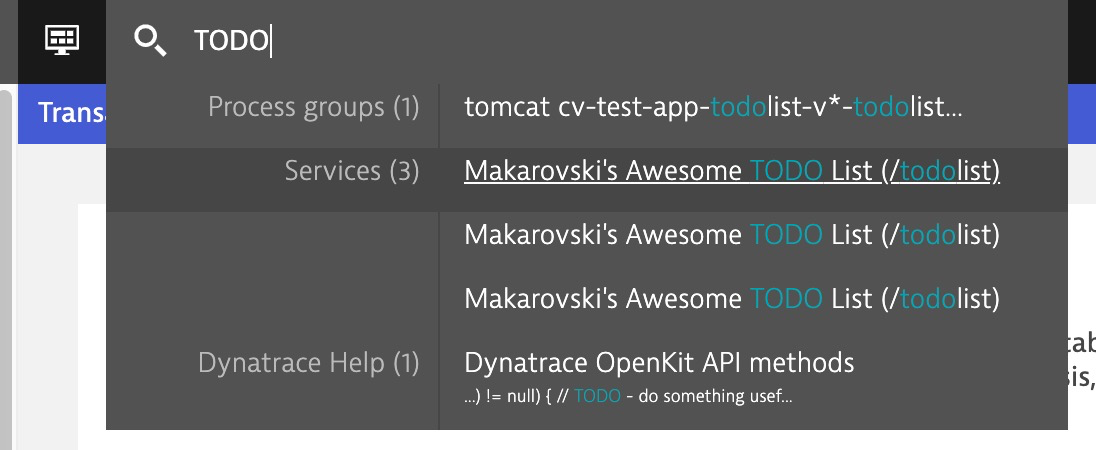 TODO
Trans
Process groups (1) tomcat cv-test-app-todolist-v*-todolist...
Services (3) Makarovski's Awesome TODO List (/todolist)
Makarovski's Awesome TODO List (/todolist)
Makarovski's Awesome TODO List (/todolist)
Dynatrace Help (1) Dynatrace OpenKit API methods
...) != null) { // TODO - do something usef...
tab
sis,